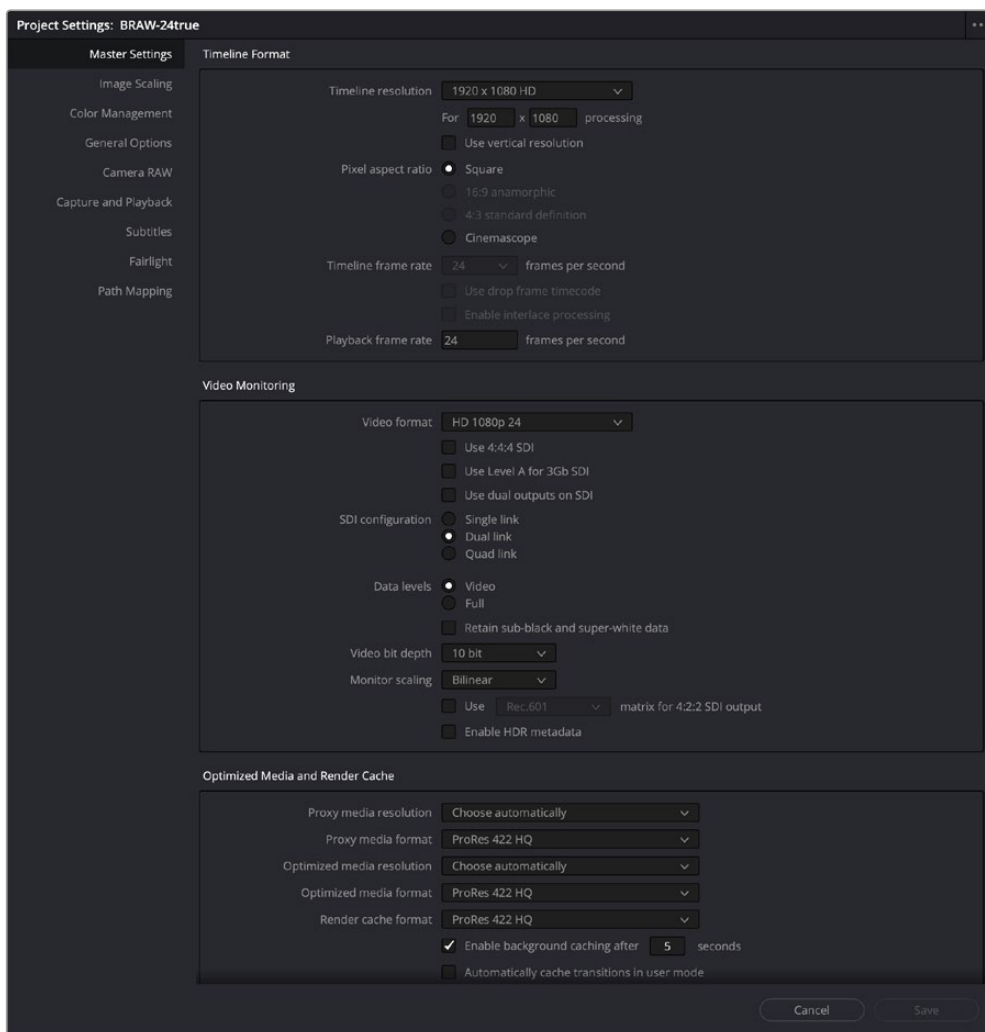 Project Settings: BRAW-24true
Master Settings
Image Scaling
Color Management
General Options
Camera RAW
Capture and Playback
Subtitles
Fairlight
Path Mapping
Timeline Format
Timeline resolution 1920 x 1080 HD
For 1920 x 1080 processing
Use vertical resolution
Pixel aspect ratio Square
16:9 anamorphic
4:3 standard definition
Cinemascope
Timeline frame rate 24 frames per second
Use drop frame timecode
Enable interlace processing
Playback frame rate 24 frames per second
Video Monitoring
Video format HD 1080p 24
Use 4:4:4 SDI
Use Level A for 3Gb SDI
Use dual outputs on SDI
SDI configuration Single link
Dual link
Quad link
Data levels Video
Full
Retain sub-black and super-white data
Video bit depth 10 bit
Monitor scaling Bilinear
Use Rec.601 matrix for 4:2:2 SDI output
Enable HDR metadata
Optimized Media and Render Cache
Proxy media resolution Choose automatically
Proxy media format ProRes 422 HQ
Optimized media resolution Choose automatically
Optimized media format ProRes 422 HQ
Render cache format ProRes 422 HQ
Enable background caching after 5 seconds
Automatically cache transitions in user mode
Cancel
Save